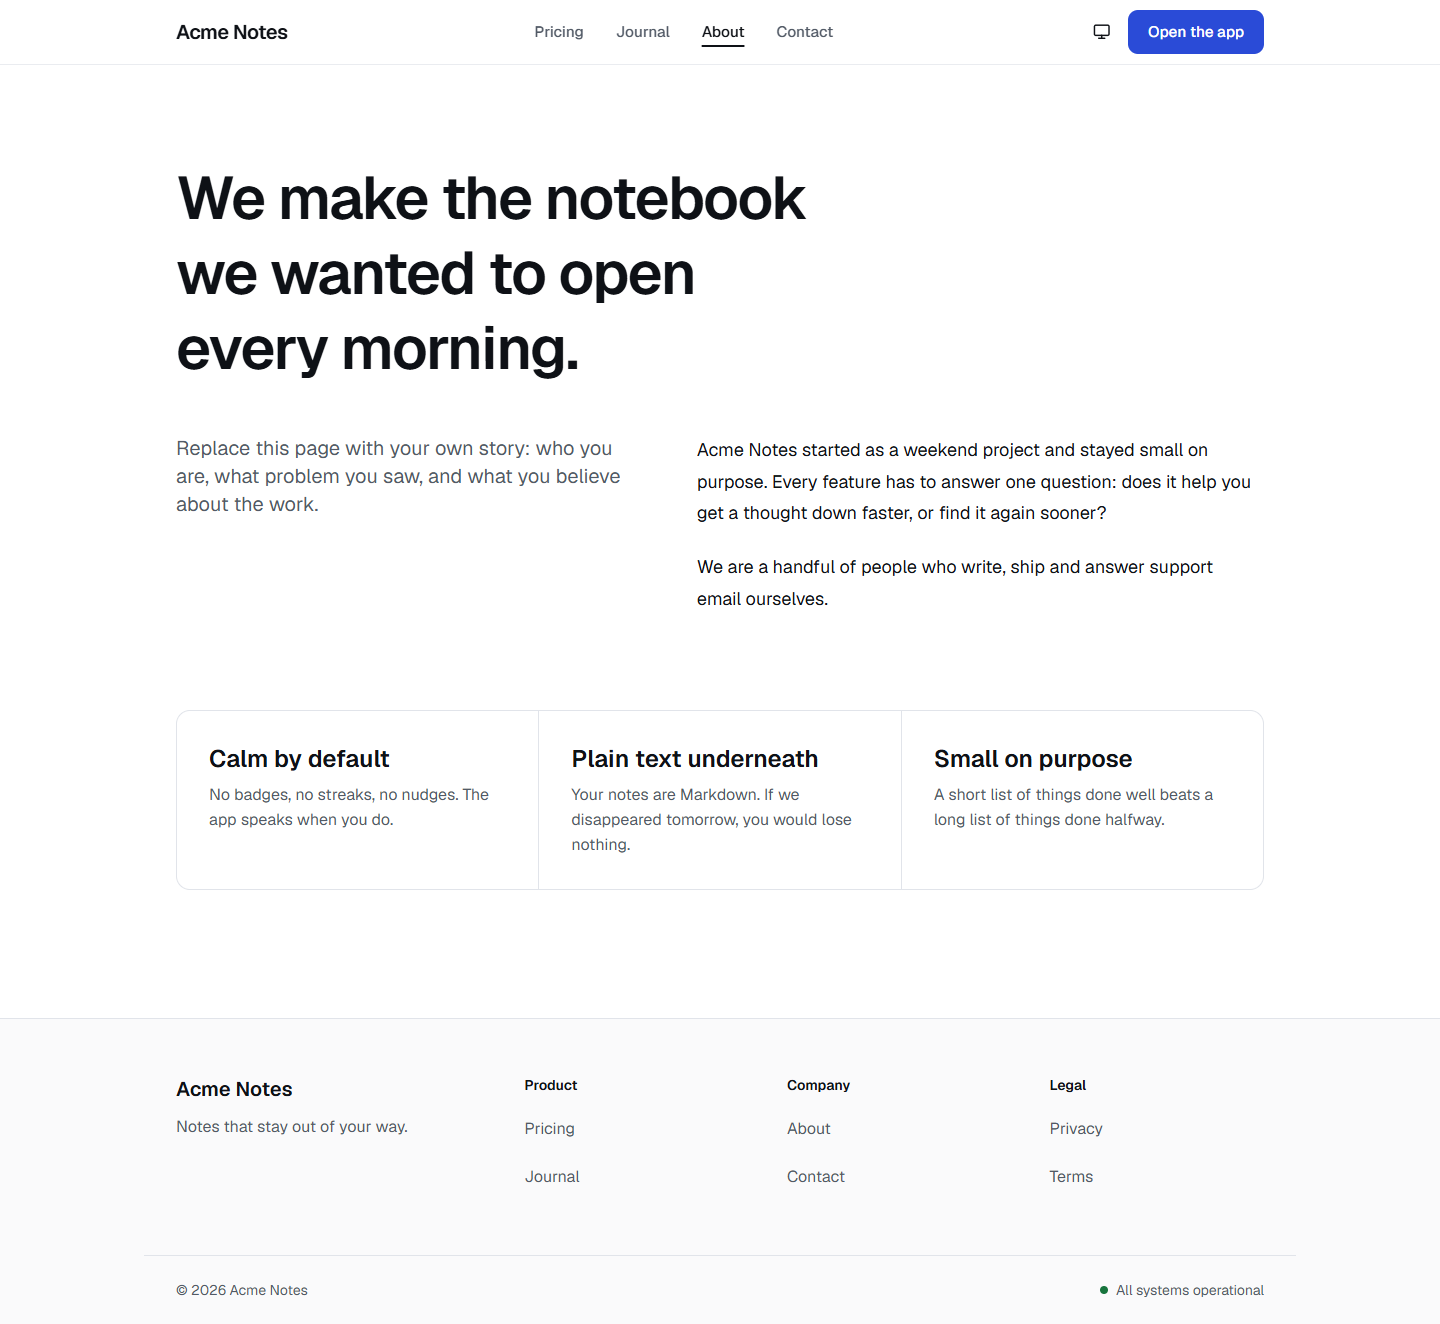 Acme Notes
Pricing
Journal
About
Contact
Open the app
We make the notebook
we wanted to open
every morning.
Replace this page with your own story: who you
are, what problem you saw, and what you believe
about the work.
Acme Notes started as a weekend project and stayed small on
purpose. Every feature has to answer one question: does it help you
get a thought down faster, or find it again sooner?
We are a handful of people who write, ship and answer support
email ourselves.
Calm by default
No badges, no streaks, no nudges. The
app speaks when you do.
Plain text underneath
Your notes are Markdown. If we
disappeared tomorrow, you would lose
nothing.
Small on purpose
A short list of things done well beats a
long list of things done halfway.
Acme Notes
Notes that stay out of your way.
Product
Pricing
Journal
Company
About
Contact
Legal
Privacy
Terms
© 2026 Acme Notes
All systems operational